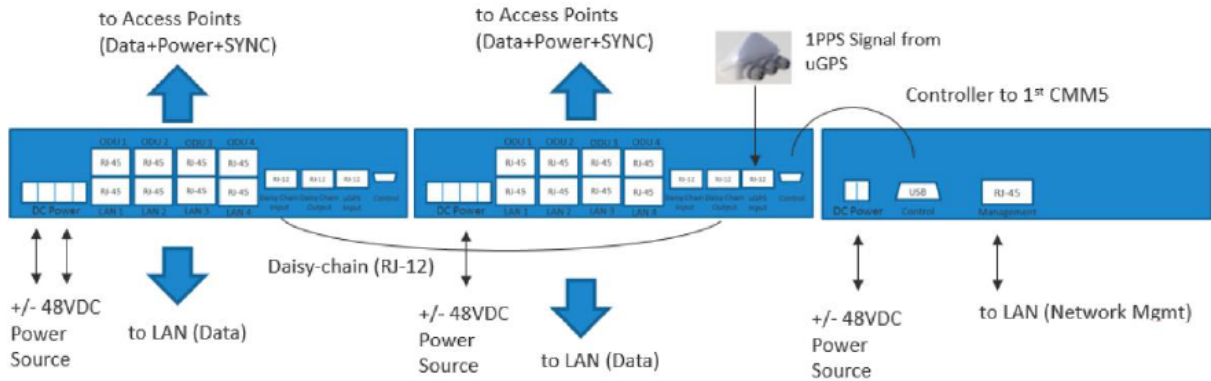 to Access Points
(Data+Power+SYNC)
to Access Points
(Data+Power+SYNC)
1PPS Signal from
uGPS
Controller to 1st CMM5
ODU 1 ODU 2 ODU 3 ODU 4
RJ-45 RJ-45 RJ-45 RJ-45
RJ-45 RJ-45 RJ-45 RJ-45
RJ-12 RJ-12 RJ-12
DC Power
LAN 1 LAN 2 LAN 3 LAN 4
Daisy Chain
Input
Daisy Chain
Output
uGPS
Input
Control
ODU 1 ODU 2 ODU 3 ODU 4
RJ-45 RJ-45 RJ-45 RJ-45
RJ-45 RJ-45 RJ-45 RJ-45
RJ-12 RJ-12 RJ-12
DC Power
LAN 1 LAN 2 LAN 3 LAN 4
Daisy Chain
Input
Daisy Chain
Output
uGPS
Input
Control
USB
RJ-45
DC Power
Control
Management
Daisy-chain (RJ-12)
+/- 48VDC
Power
Source
to LAN (Data)
+/- 48VDC
Power
Source
to LAN (Data)
+/- 48VDC
Power
Source
to LAN (Network Mgmt)